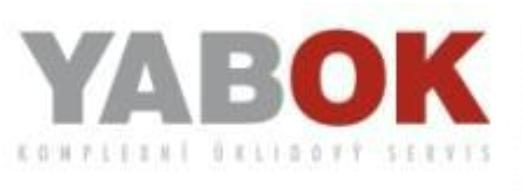 YABOK
KOMPLEXNÍ ÚKLIDOVÝ SERVIS